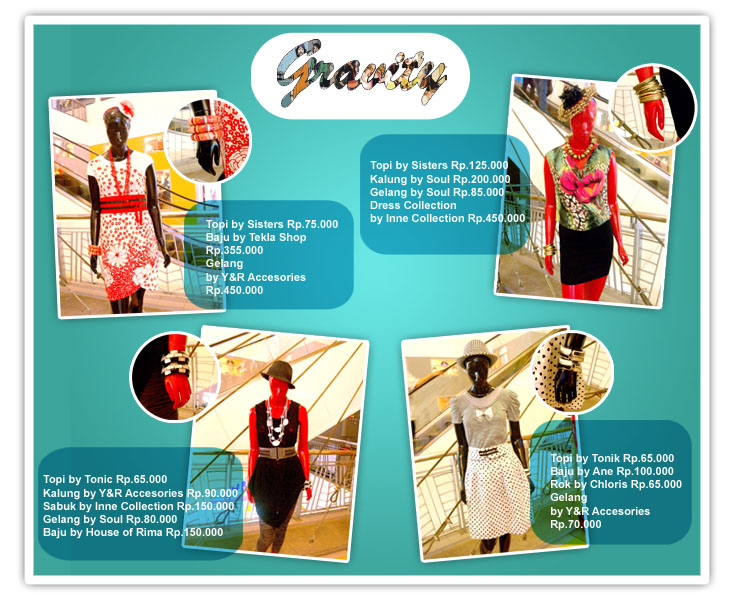 Gravity
Topi by Sisters Rp.75.000
Baju by Tekla Shop
Rp.355.000
Gelang
by Y&R Accesories
Rp.450.000
Topi by Sisters Rp.125.000
Kalung by Soul Rp.200.000
Gelang by Soul Rp.85.000
Dress Collection
by Inne Collection Rp.450.000
Topi by Tonic Rp.65.000
Kalung by Y&R Accesories Rp.90.000
Sabuk by Inne Collection Rp.150.000
Gelang by Soul Rp.80.000
Baju by House of Rima Rp.150.000
Topi by Tonik Rp.65.000
Baju by Ane Rp.100.000
Rok by Chloris Rp.65.000
Gelang
by Y&R Accesories
Rp.70.000